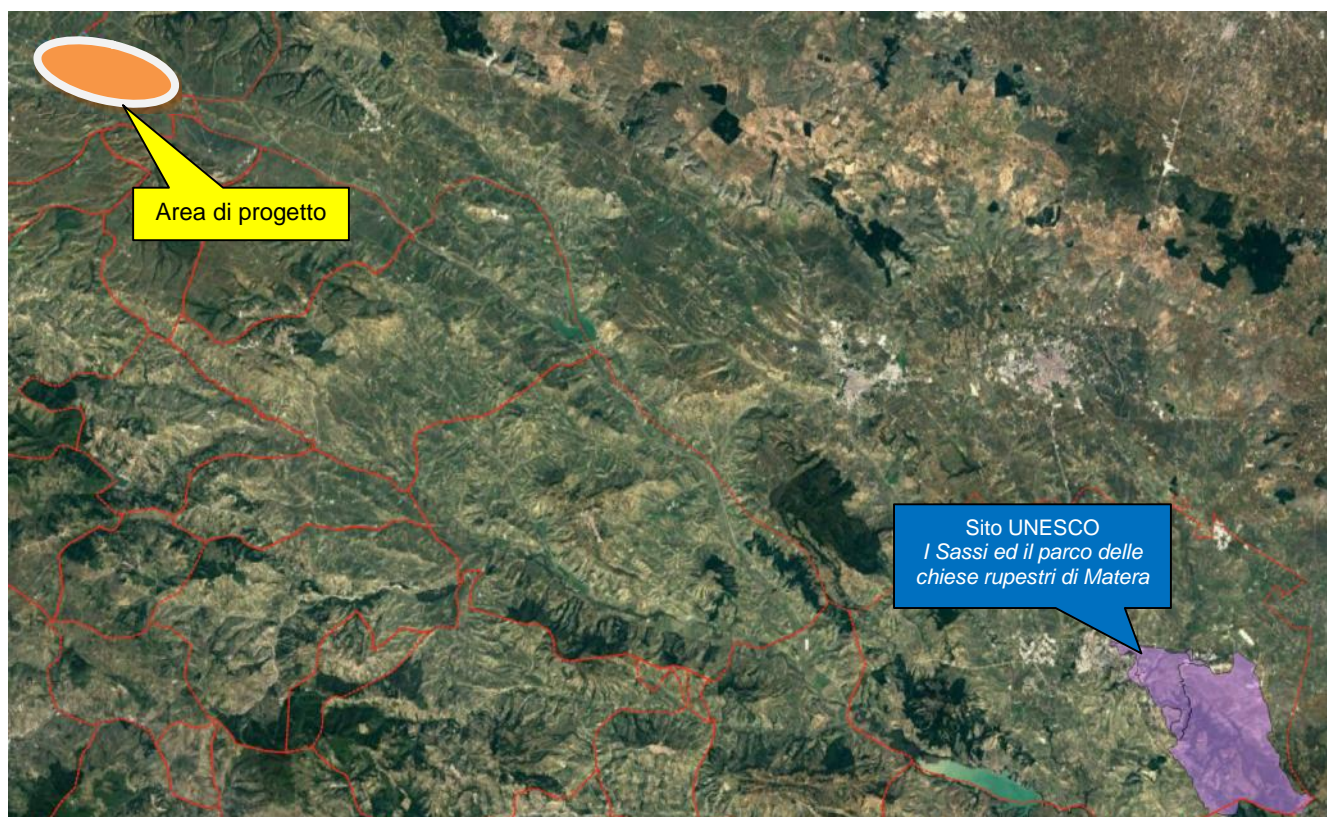 Area di progetto
Sito UNESCO
I Sassi ed il parco delle
chiese rupestri di Matera